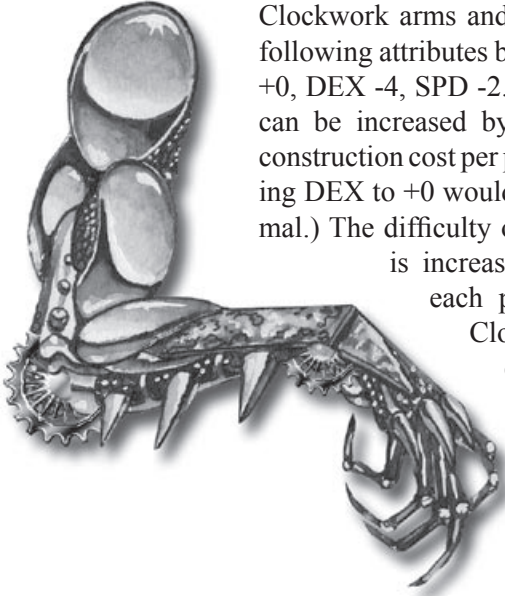 Clockwork arms and
following attributes b
+0, DEX -4, SPD -2.
can be increased by
construction cost per p
ing DEX to +0 would
mal.) The difficulty o
is increas
each p
Clo